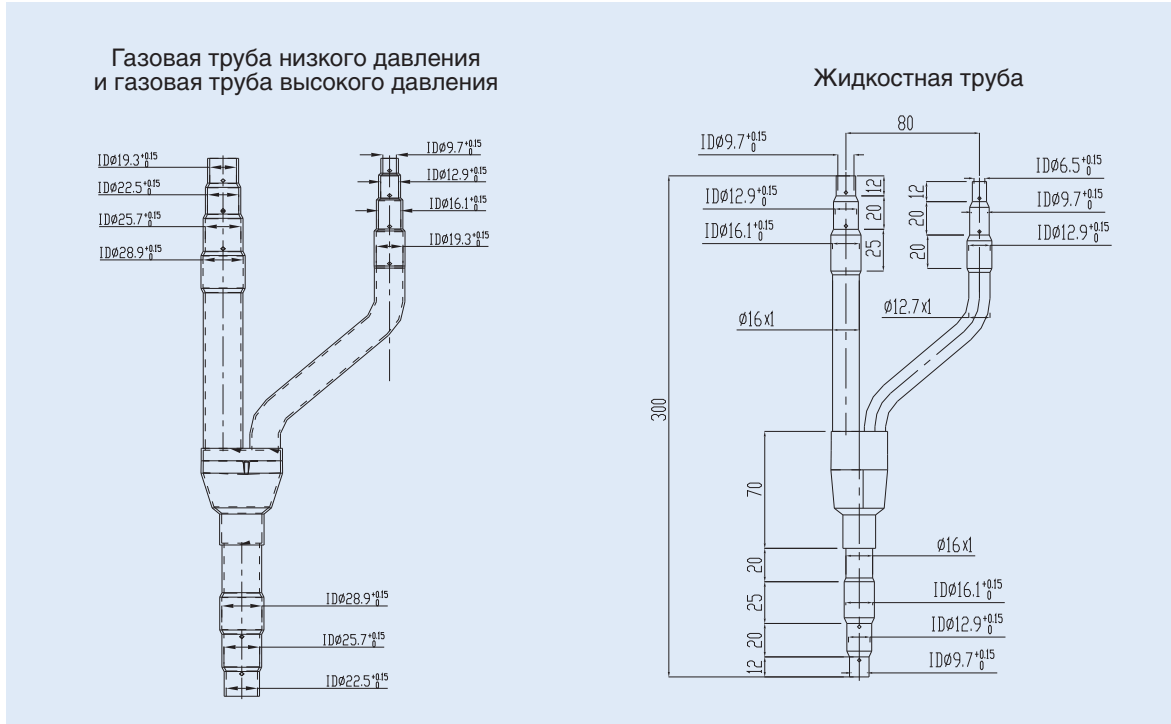 Газовая труба низкого давления
и газовая труба высокого давления
IDØ19.3 +0.15 0
IDØ22.5 +0.15 0
IDØ25.7 +0.15 0
IDØ28.9 +0.15 0
IDØ9.7 +0.15 0
IDØ12.9 +0.15 0
IDØ16.1 +0.15 0
IDØ19.3 +0.15 0
IDØ28.9 +0.15 0
IDØ25.7 +0.15 0
IDØ22.5 +0.15 0
Жидкостная труба
80
IDØ9.7 +0.15 0
IDØ12.9 +0.15 0
IDØ16.1 +0.15 0
12
20
25
12
20
20
IDØ6.5 +0.15 0
IDØ9.7 +0.15 0
IDØ12.9 +0.15 0
Ø16x1
Ø12.7x1
300
70
20
25
20
12
Ø16x1
IDØ16.1 +0.15 0
IDØ12.9 +0.15 0
IDØ9.7 +0.15 0